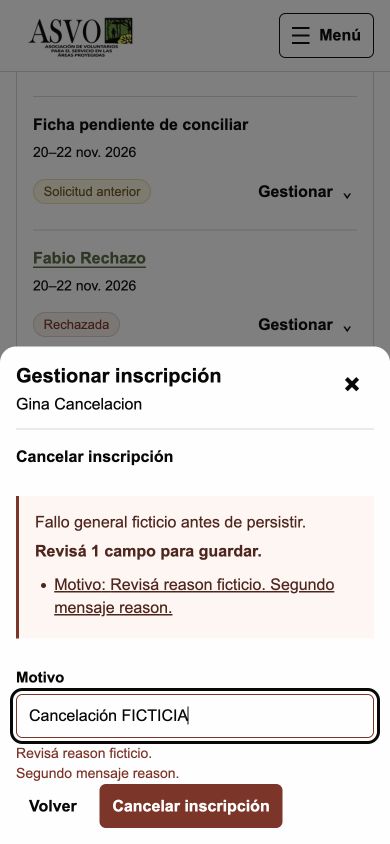 ASVO
ASOCIACIÓN DE VOLUNTARIOS
PARA EL SERVICIO EN LAS
ÁREAS PROTEGIDAS
Menú
Ficha pendiente de conciliar
20–22 nov. 2026
Solicitud anterior
Gestionar
Fabio Rechazo
20–22 nov. 2026
Rechazada
Gestionar
Gestionar inscripción
Gina Cancelacion
Cancelar inscripción
Fallo general ficticio antes de persistir.
Revisá 1 campo para guardar.
• Motivo: Revisá reason ficticio. Segundo
mensaje reason.
Motivo
Cancelación FICTICIA
Revisá reason ficticio.
Segundo mensaje reason.
Volver
Cancelar inscripción